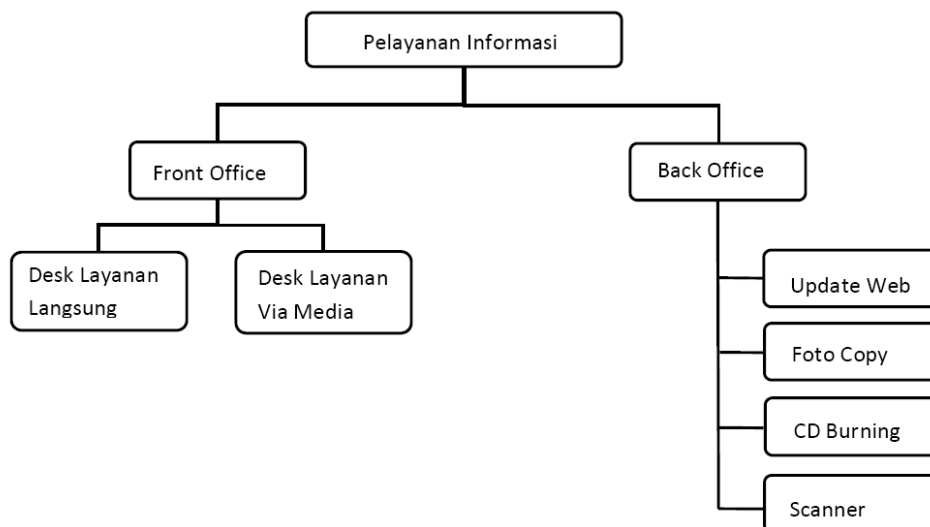 Pelayanan Informasi
Front Office
Back Office
Desk Layanan
Langsung
Desk Layanan
Via Media
Update Web
Foto Copy
CD Burning
Scanner